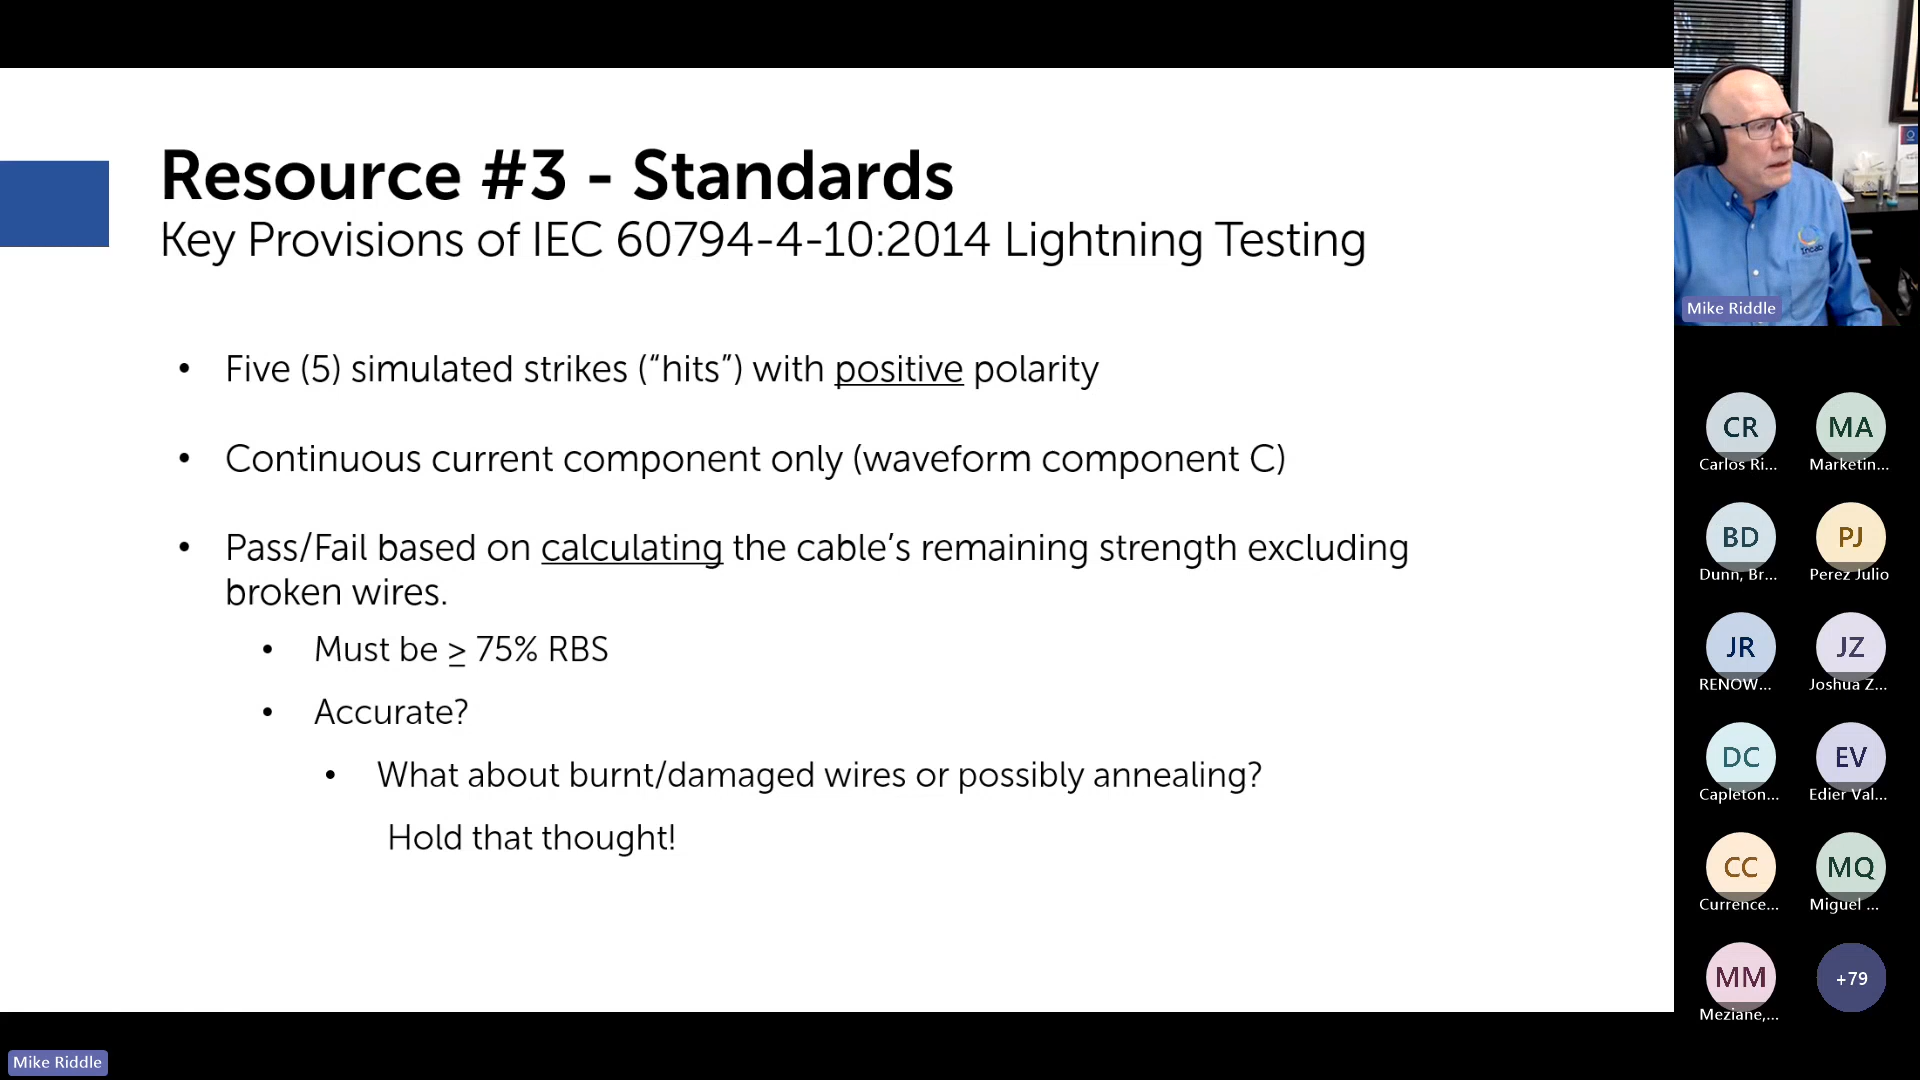 Resource #3 - Standards
Key Provisions of IEC 60794-4-10:2014 Lightning Testing
• Five (5) simulated strikes (“hits”) with positive polarity
• Continuous current component only (waveform component C)
• Pass/Fail based on calculating the cable’s remaining strength excluding
broken wires.
• Must be ≥ 75% RBS
• Accurate?
• What about burnt/damaged wires or possibly annealing?
Hold that thought!
Incab
Mike Riddle
CR
Carlos Ri...
MA
Marketin...
BD
Dunn, Br...
PJ
Perez Julio
JR
RENOW...
JZ
Joshua Z...
DC
Capleton...
EV
Edier Val...
CC
Currence...
MQ
Miguel ...
MM
Meziane,...
+79
Mike Riddle